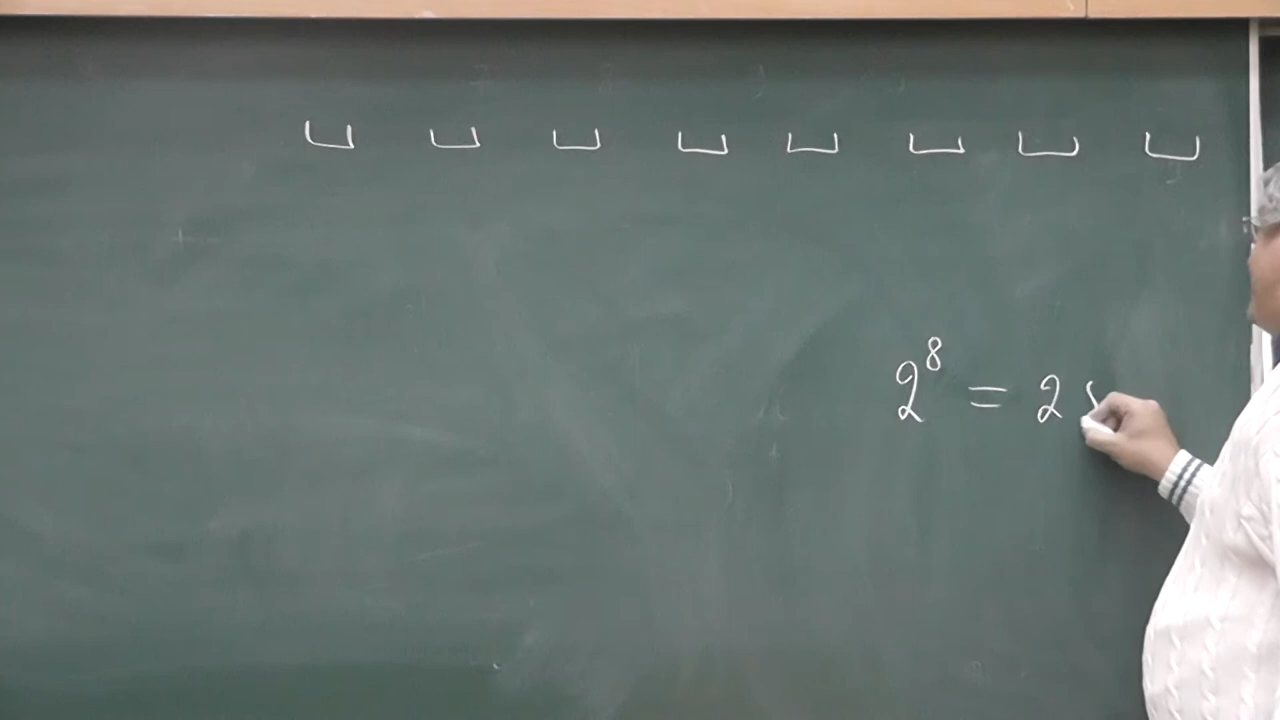 ⊔ ⊔ ⊔ ⊔ ⊔ ⊔ ⊔ ⊔
2⁸ = 2